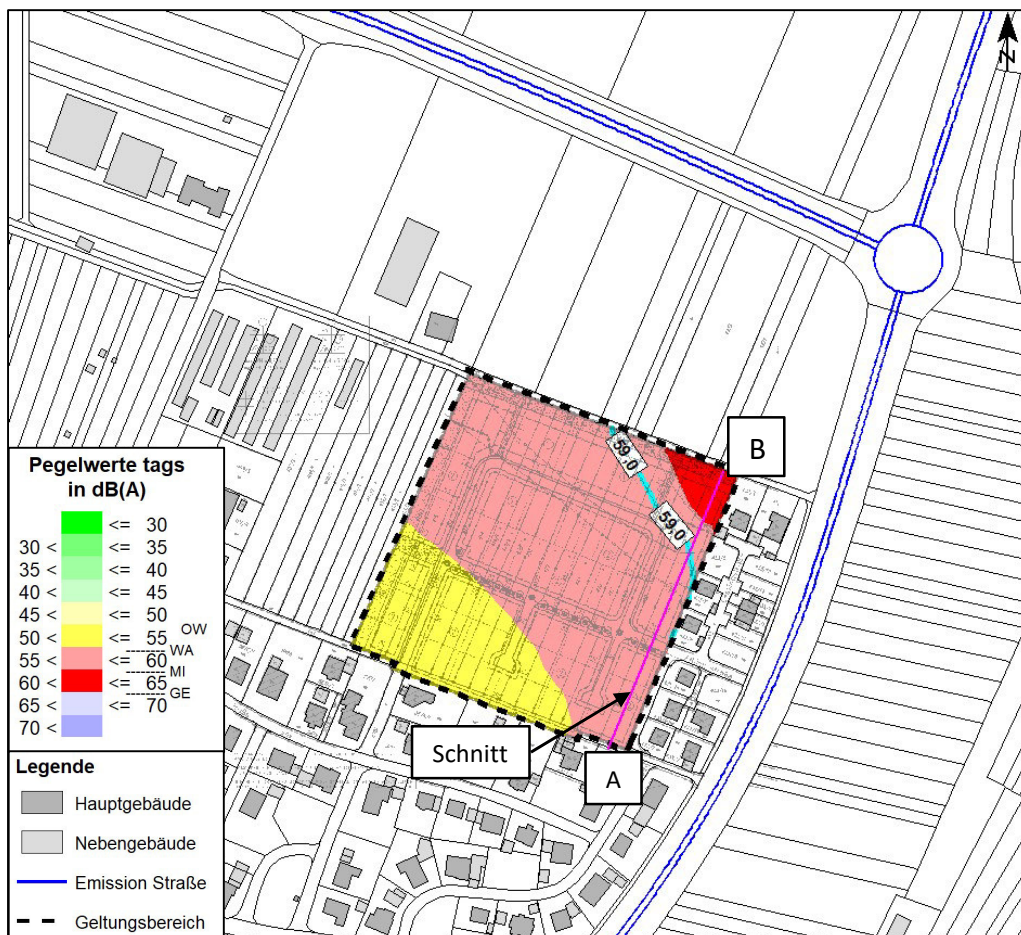 N
B
59,0
59,0
Pegelwerte tags
in dB(A)
<= 30
30 < <= 35
35 < <= 40
40 < <= 45
45 < <= 50
50 < <= 55 OW
55 < <= 60 WA
60 < <= 65 MI
65 < <= 70 GE
70 <
Schnitt
A
Legende
Hauptgebäude
Nebengebäude
Emission Straße
Geltungsbereich